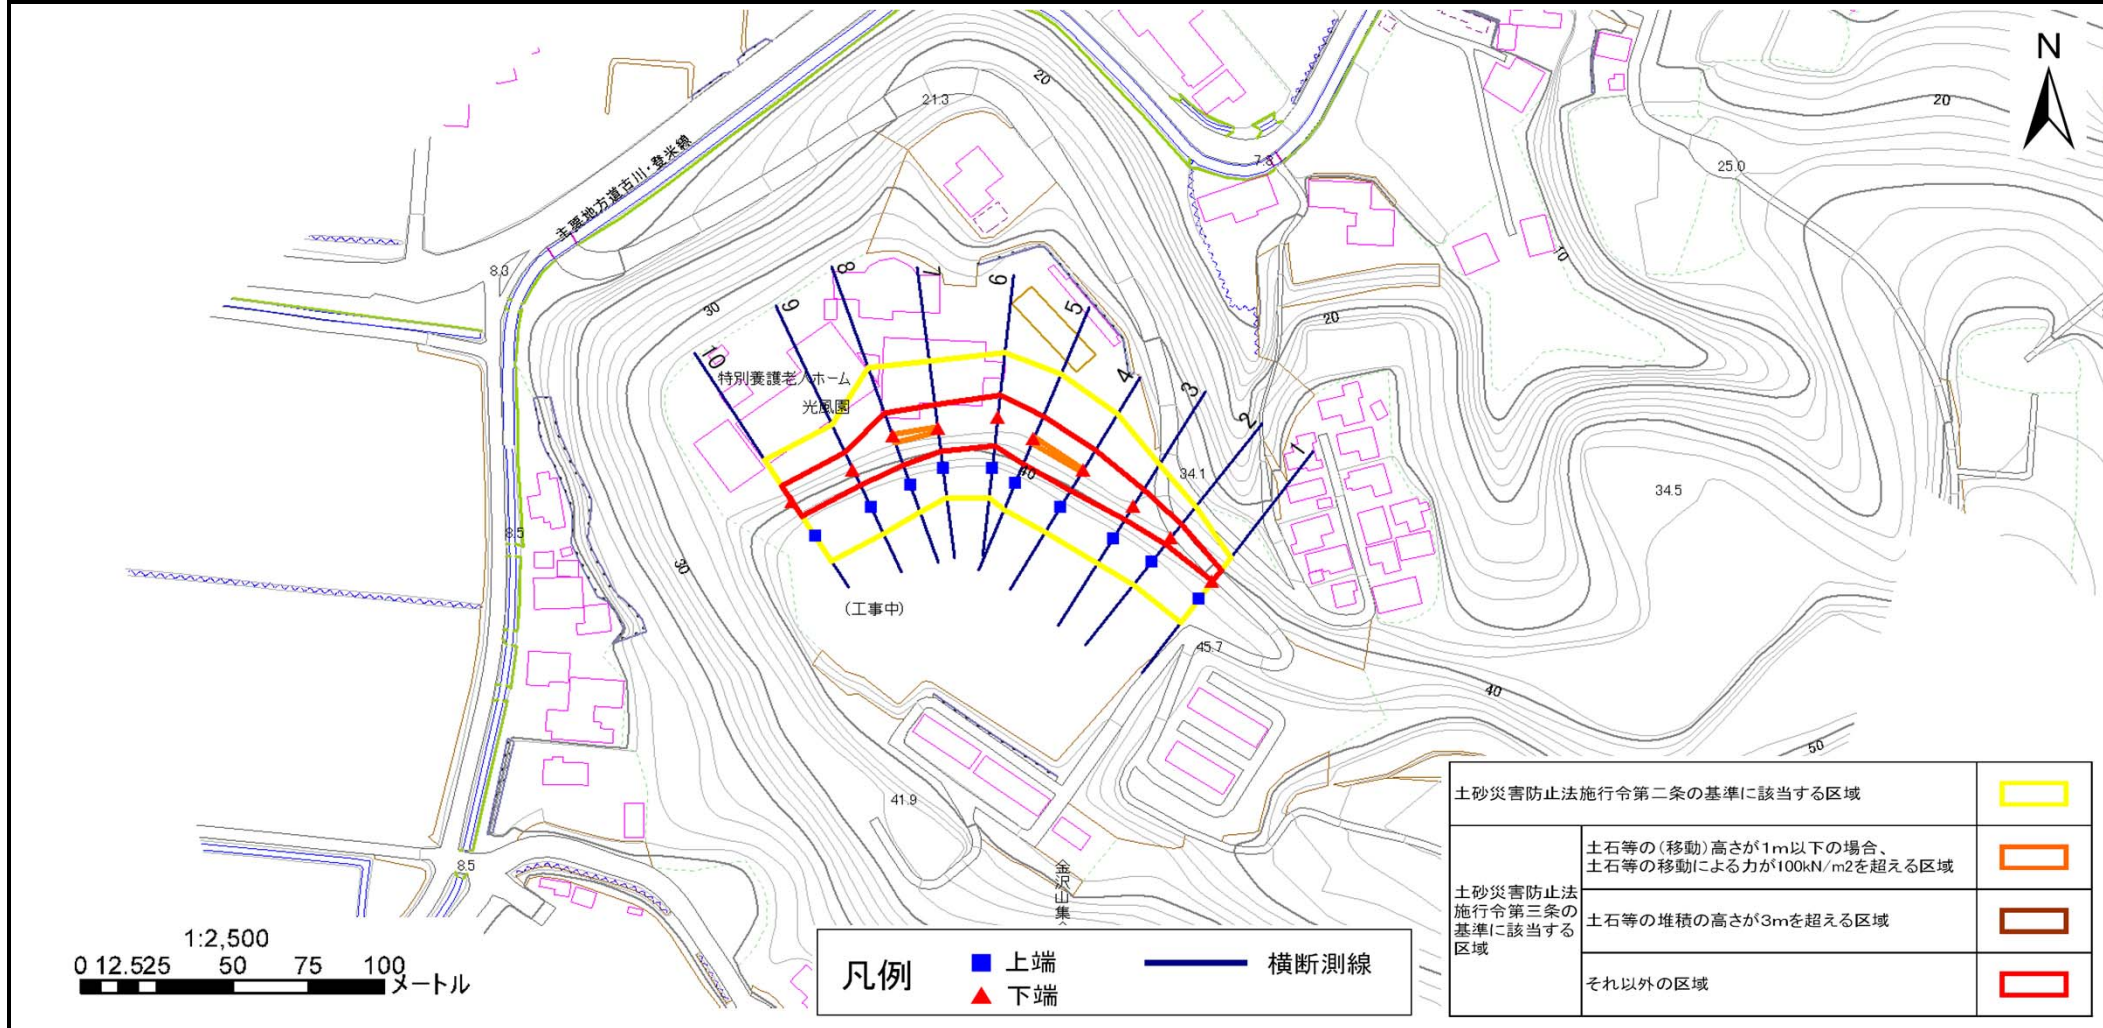 N
20
21.3
20
25.0
7.8
主要地方道古川・登米線
8.3
10
30
20
8
7
6
9
5
10
4
3
2
1
特別養護老人ホーム
光風園
40
34.1
34.5
8.5
30
(工事中)
45.7
40
50
41.9
8.5
金沢山集
1:2,500
0 12.525 50 75 100
メートル
凡例
上端
下端
横断測線
土砂災害防止法施行令第二条の基準に該当する区域
土砂災害防止法
施行令第三条の
基準に該当する
区域
土石等の(移動)高さが1m以下の場合、
土石等の移動による力が100kN/m2を超える区域
土石等の堆積の高さが3mを超える区域
それ以外の区域